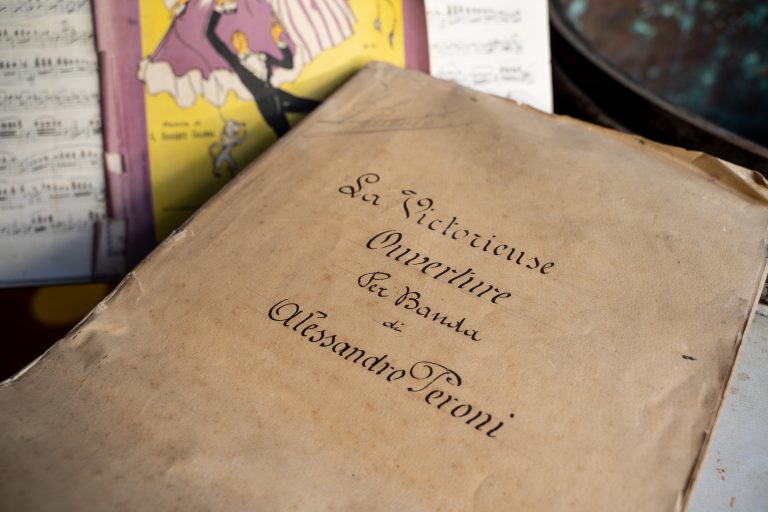 La Victorieuse
Ouverture
Per Banda
di
Alessandro Peroni